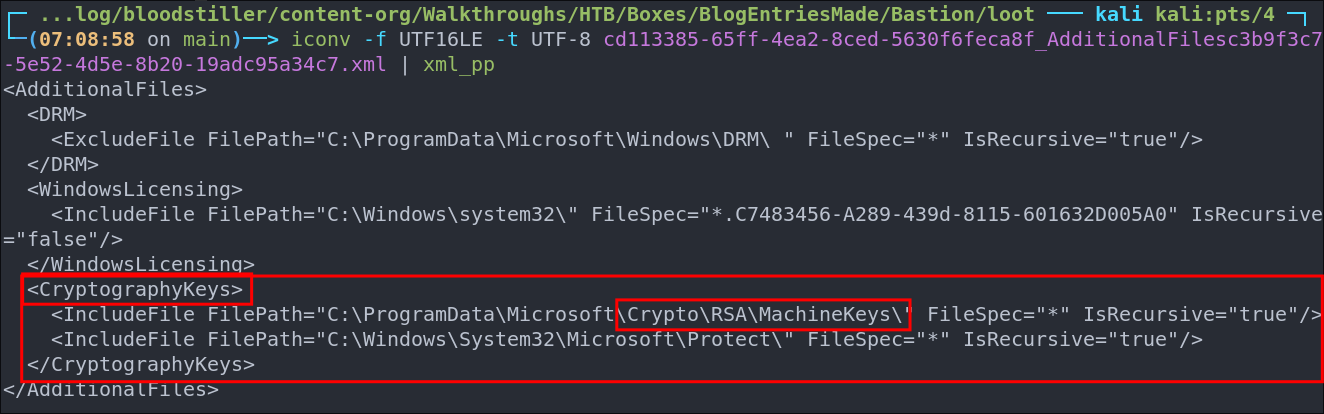 ...log/bloodstiller/content-org/Walkthroughs/HTB/Boxes/BlogEntriesMade/Bastion/loot kali kali:pts/4
(07:08:58 on main)──> iconv -f UTF16LE -t UTF-8 cd113385-65ff-4ea2-8ced-5630f6feca8f_AdditionalFilesc3b9f3c7
-5e52-4d5e-8b20-19adc95a34c7.xml | xml_pp
<AdditionalFiles>
  <DRM>
    <ExcludeFile FilePath="C:\ProgramData\Microsoft\Windows\DRM\ " FileSpec="*" IsRecursive="true"/>
  </DRM>
  <WindowsLicensing>
    <IncludeFile FilePath="C:\Windows\system32\" FileSpec="*.C7483456-A289-439d-8115-601632D005A0" IsRecursive
="false"/>
  </WindowsLicensing>
  <CryptographyKeys>
    <IncludeFile FilePath="C:\ProgramData\Microsoft\Crypto\RSA\MachineKeys\" FileSpec="*" IsRecursive="true"/>
    <IncludeFile FilePath="C:\Windows\System32\Microsoft\Protect\" FileSpec="*" IsRecursive="true"/>
  </CryptographyKeys>
</AdditionalFiles>